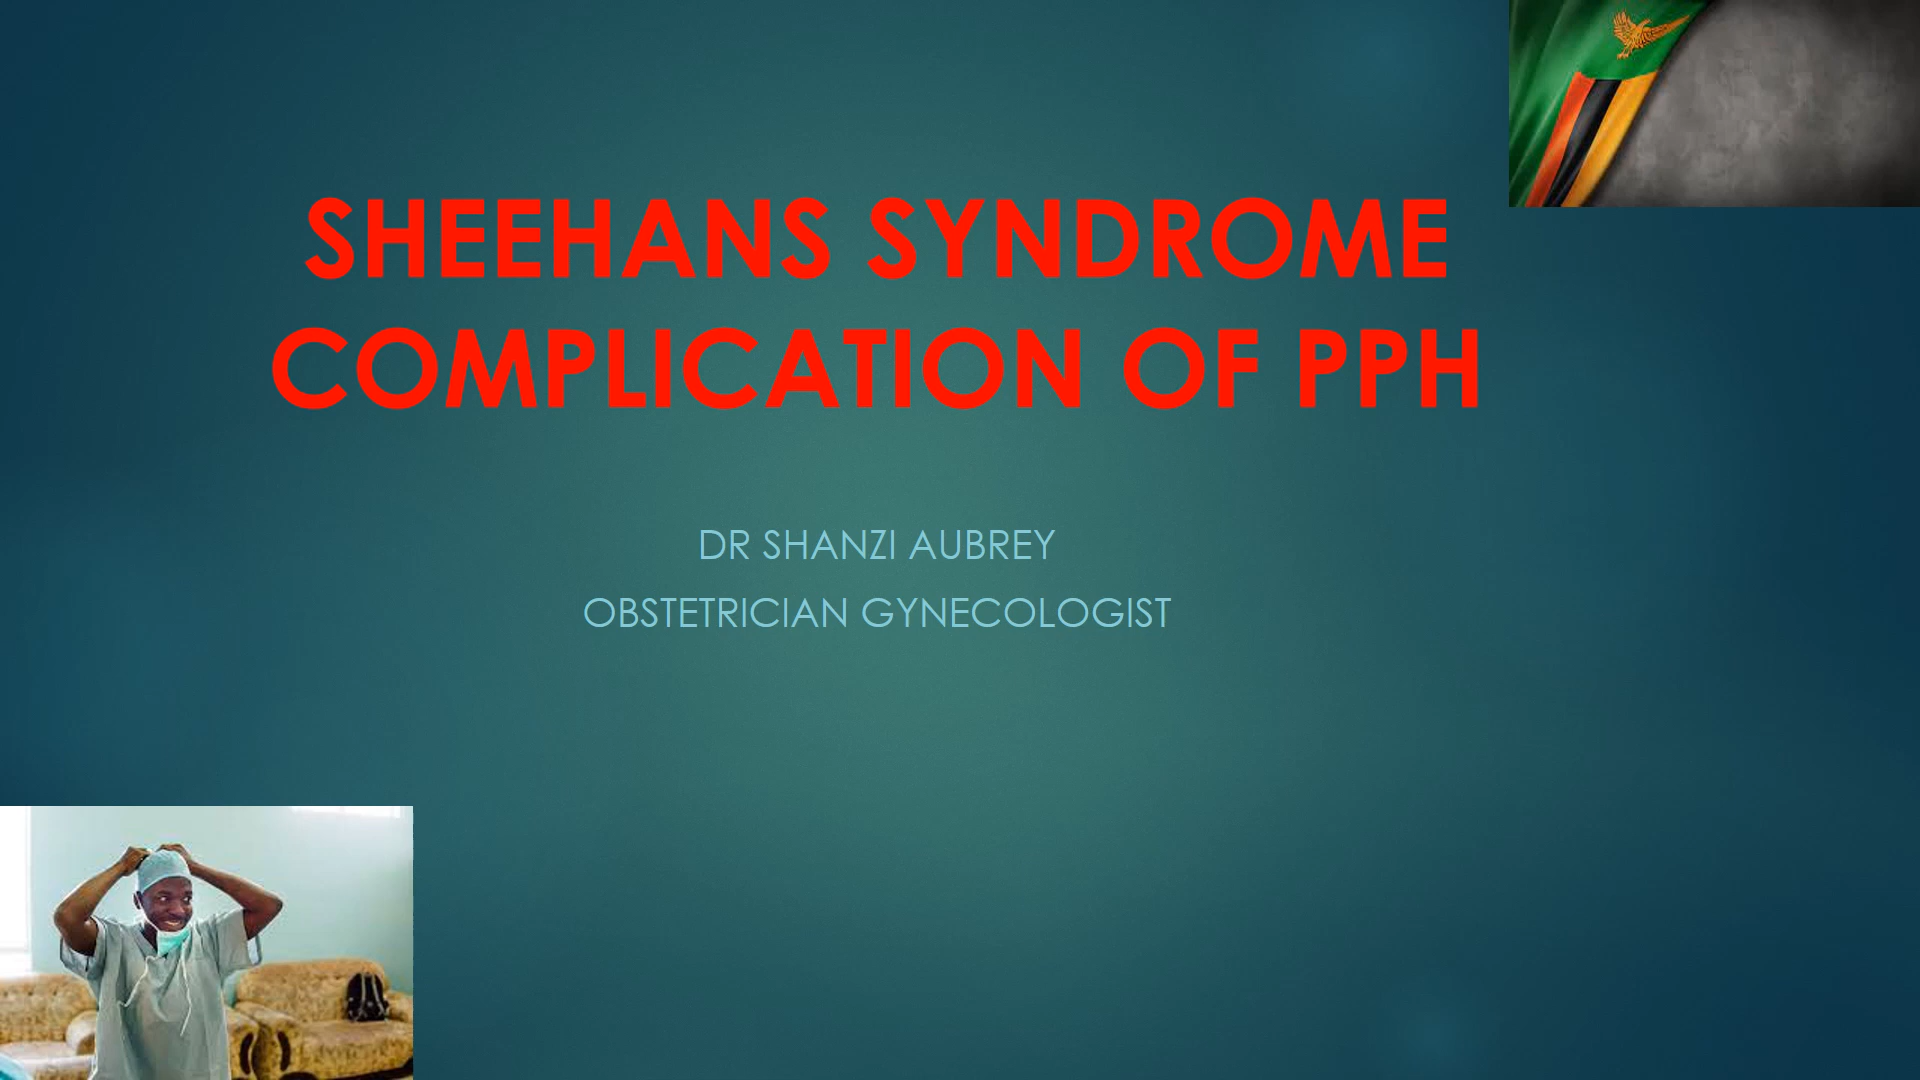 SHEEHANS SYNDROME
COMPLICATION OF PPH
DR SHANZI AUBREY
OBSTETRICIAN GYNECOLOGIST